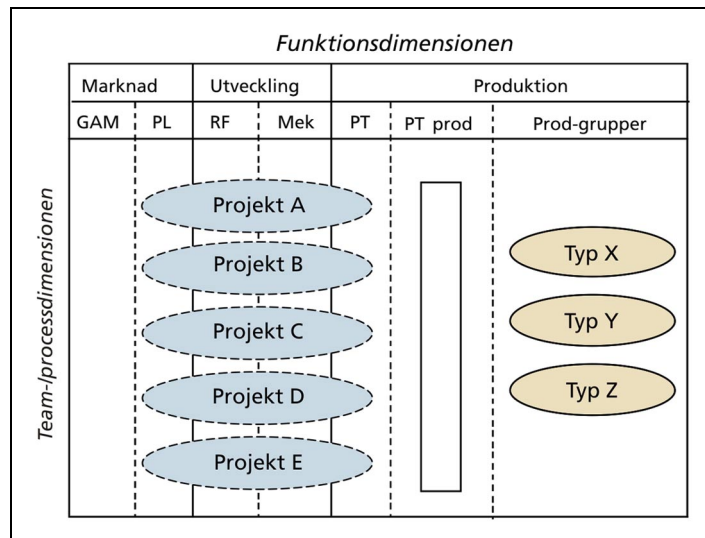 Funktionsdimensionen
Marknad Utveckling Produktion
GAM PL RF Mek PT PT prod Prod-grupper
Team-/processdimensionen
Projekt A
Projekt B
Typ X
Projekt C
Typ Y
Projekt D
Typ Z
Projekt E